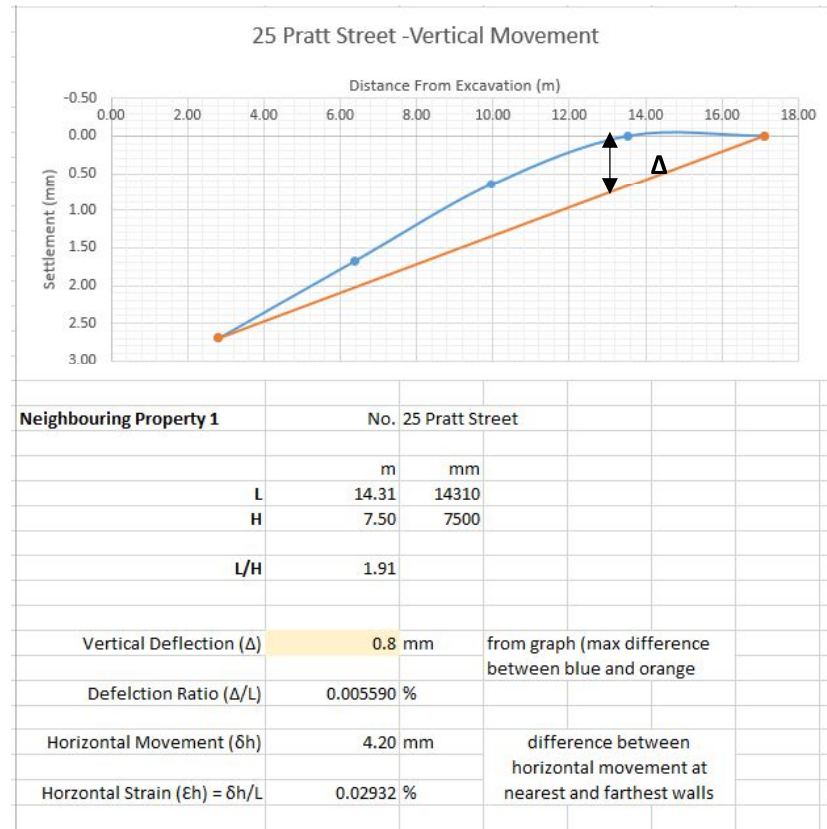 25 Pratt Street -Vertical Movement
Distance From Excavation (m)
-0.50
0.00 2.00 4.00 6.00 8.00 10.00 12.00 14.00 16.00 18.00
0.00
0.50
Δ
1.00
1.50
2.00
2.50
3.00
Settlement (mm)
Neighbouring Property 1 No. 25 Pratt Street
m mm
L 14.31 14310
H 7.50 7500
L/H 1.91
Vertical Deflection (Δ) 0.8 mm from graph (max difference
between blue and orange
Defelction Ratio (Δ/L) 0.005590 %
Horizontal Movement (δh) 4.20 mm difference between
horizontal movement at
Horzontal Strain (Ɛh) = δh/L 0.02932 % nearest and farthest walls